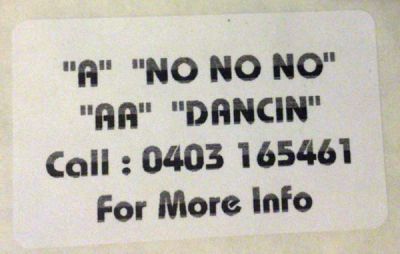 "A" "NO NO NO"
"AA" "DANCIN"
Call : 0403 165461
For More Info